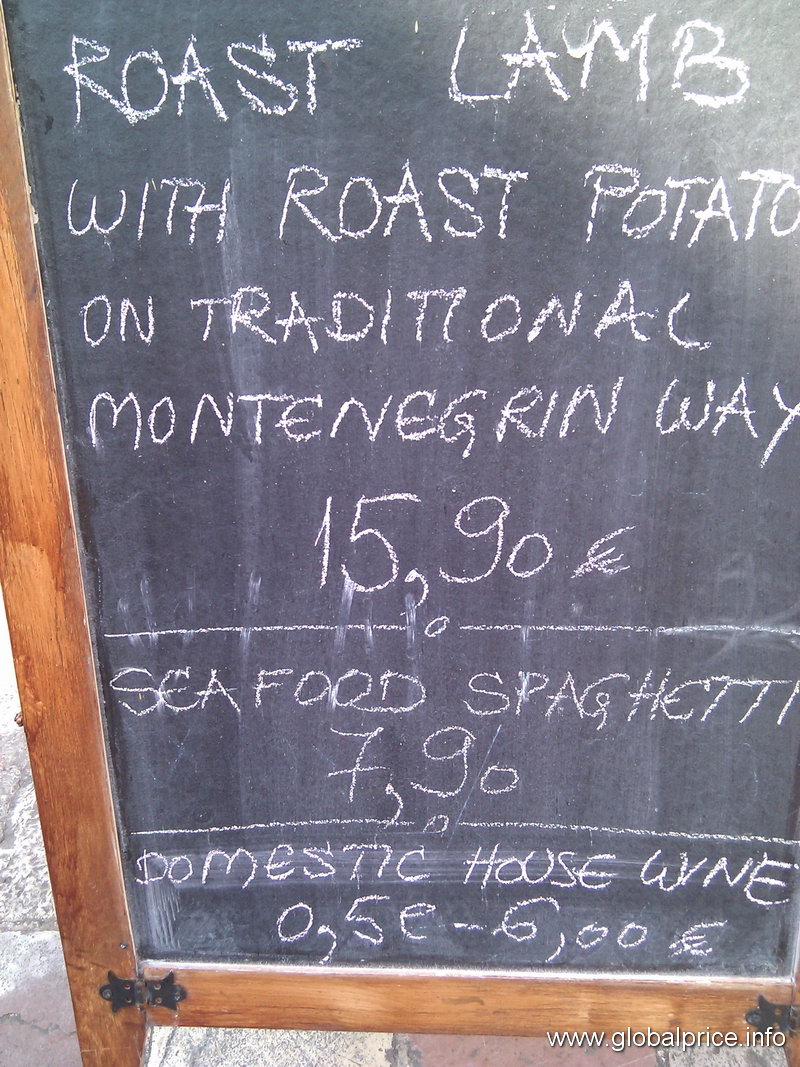 ROAST LAMB
WITH ROAST POTATO
ON TRADITIONAL
MONTENEGRIN WAY
15,90 €
SEAFOOD SPAGHETTI
7,90
DOMESTIC HOUSE WINE
0,5l - 6,00 €
www.globalprice.info